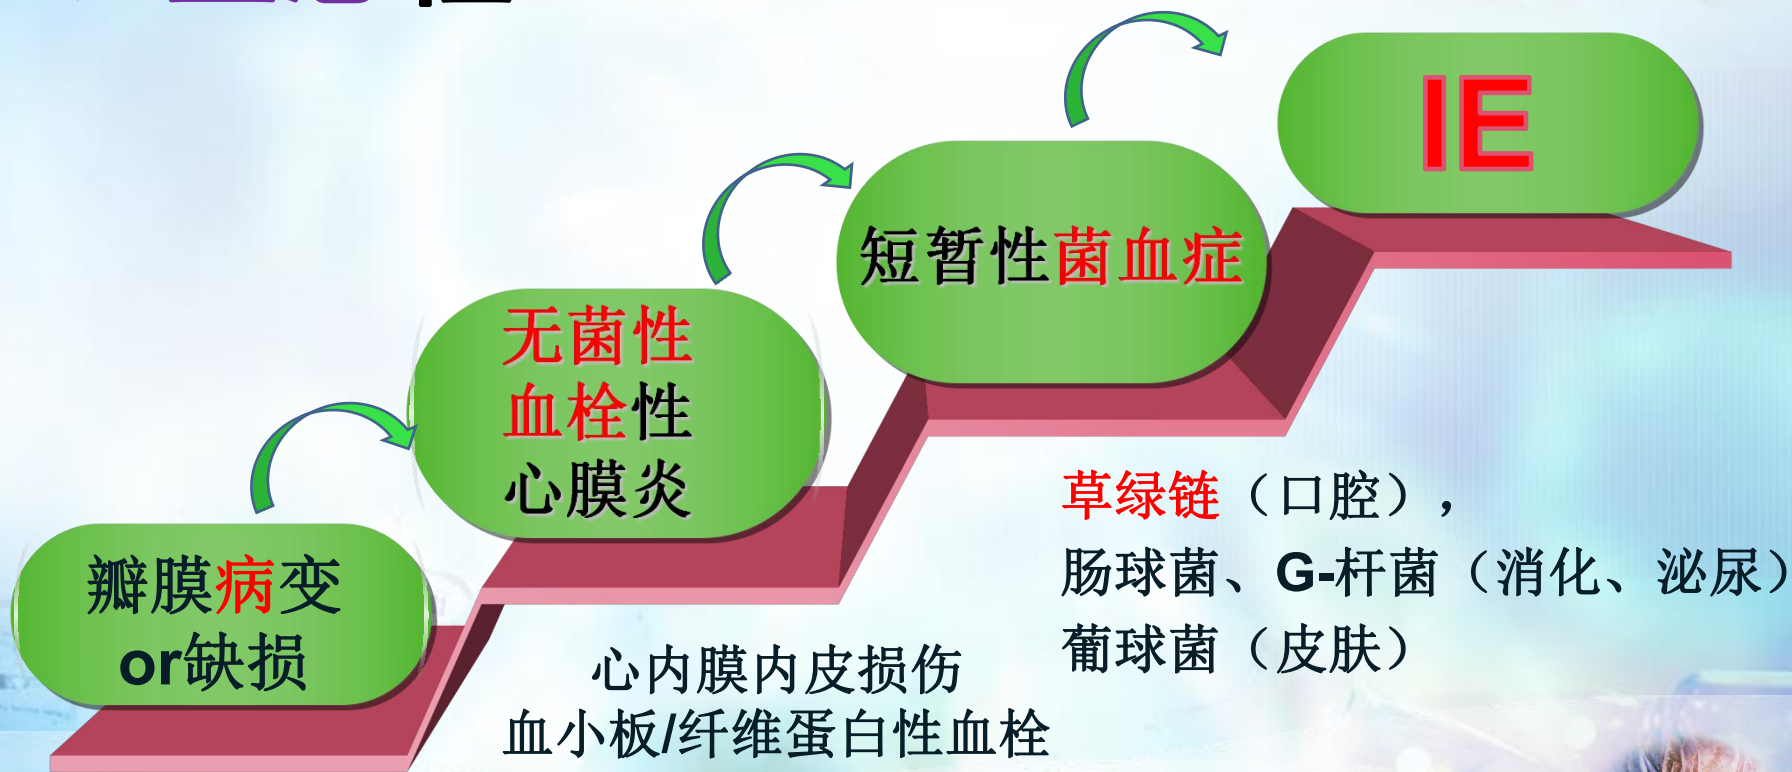 IE
短暂性菌血症
无菌性
血栓性
心膜炎
瓣膜病变
or缺损
草绿链（口腔），
肠球菌、G-杆菌（消化、泌尿）
葡球菌（皮肤）
心内膜内皮损伤
血小板/纤维蛋白性血栓